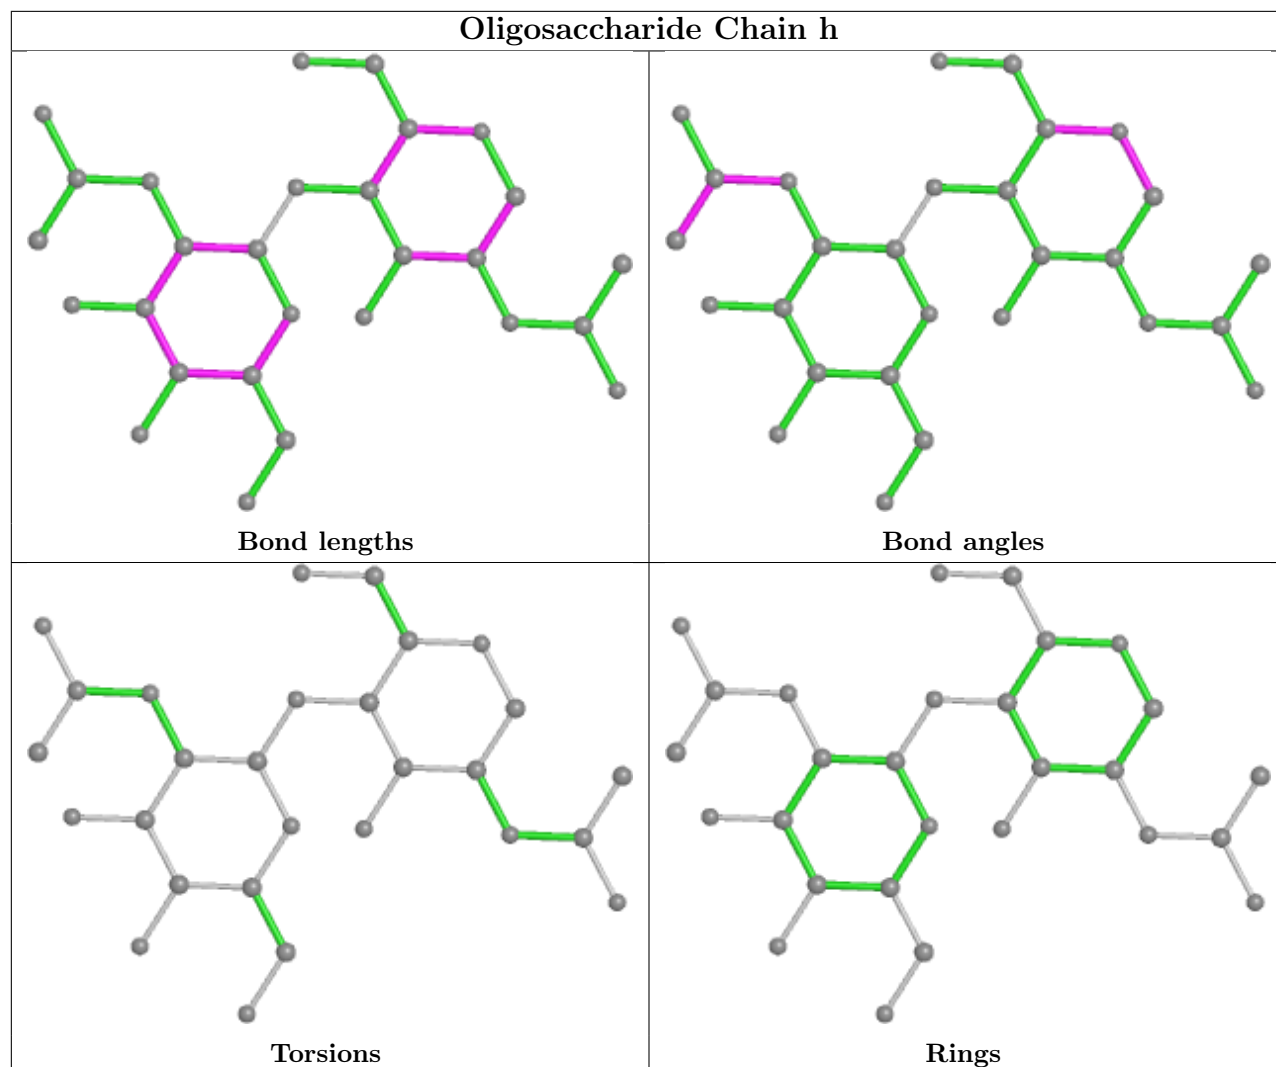 Oligosaccharide Chain h
Bond lengths
Bond angles
Torsions
Rings